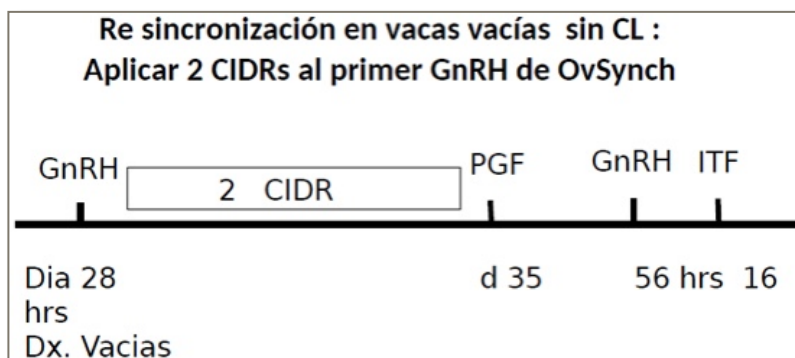 Re sincronización en vacas vacías sin CL :
Aplicar 2 CIDRs al primer GnRH de OvSynch
GnRH 2 CIDR PGF GnRH ITF
Dia 28 d 35 56 hrs 16
hrs
Dx. Vacias